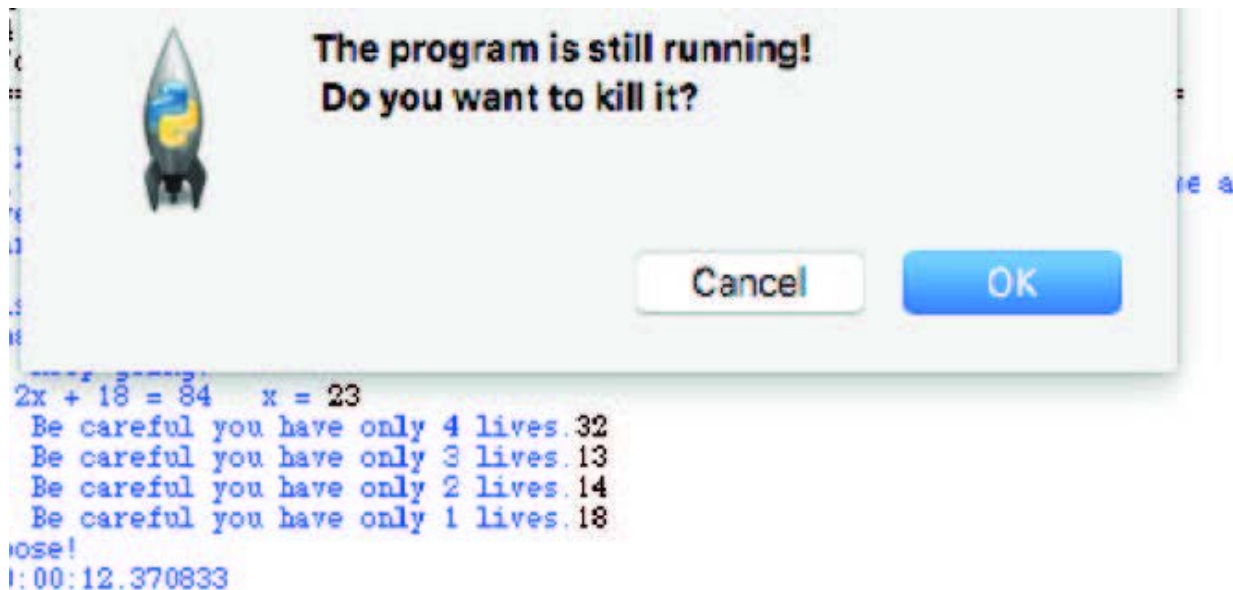 The program is still running!
Do you want to kill it?
Cancel
OK
2x + 18 = 84 x = 23
Be careful you have only 4 lives.32
Be careful you have only 3 lives.13
Be careful you have only 2 lives.14
Be careful you have only 1 lives.18
oose!
:00:12.370833